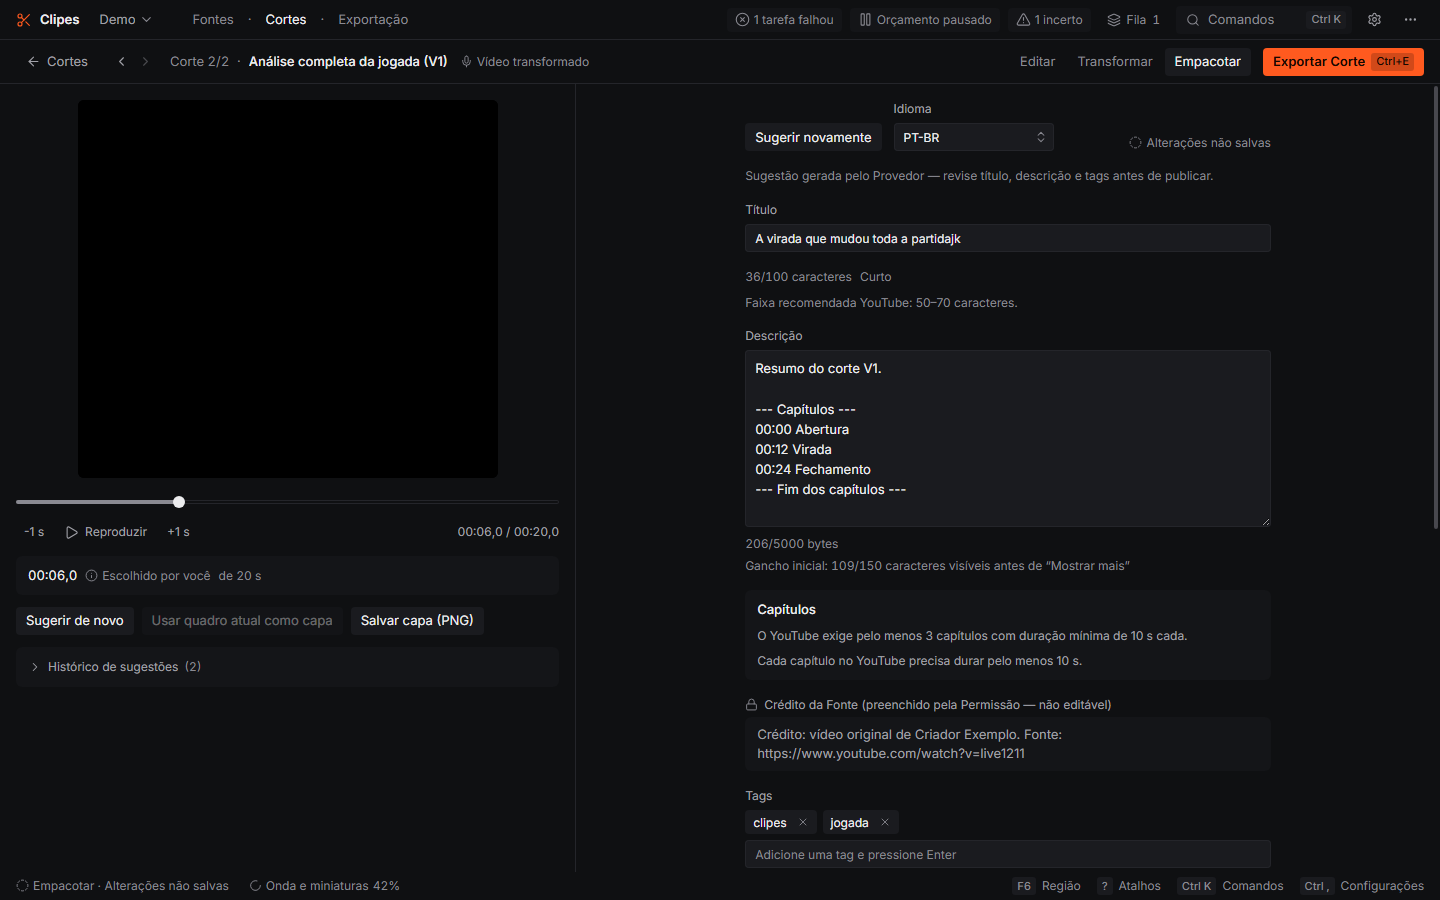 Clipes
Demo
Fontes · Cortes · Exportação
1 tarefa falhou
Orçamento pausado
1 incerto
Fila 1
Comandos Ctrl K
Cortes
Corte 2/2 · Análise completa da jogada (V1)
Vídeo transformado
Editar
Transformar
Empacotar
Exportar Corte Ctrl+E
-1 s
Reproduzir
+1 s
00:06,0 / 00:20,0
00:06,0 Escolhido por você de 20 s
Sugerir de novo
Usar quadro atual como capa
Salvar capa (PNG)
Histórico de sugestões (2)
Idioma
Sugerir novamente
PT-BR
Alterações não salvas
Sugestão gerada pelo Provedor — revise título, descrição e tags antes de publicar.
Título
A virada que mudou toda a partidajk
36/100 caracteres Curto
Faixa recomendada YouTube: 50–70 caracteres.
Descrição
Resumo do corte V1.
--- Capítulos ---
00:00 Abertura
00:12 Virada
00:24 Fechamento
--- Fim dos capítulos ---
206/5000 bytes
Gancho inicial: 109/150 caracteres visíveis antes de “Mostrar mais”
Capítulos
O YouTube exige pelo menos 3 capítulos com duração mínima de 10 s cada.
Cada capítulo no YouTube precisa durar pelo menos 10 s.
Crédito da Fonte (preenchido pela Permissão — não editável)
Crédito: vídeo original de Criador Exemplo. Fonte:
https://www.youtube.com/watch?v=live1211
Tags
clipes
jogada
Adicione uma tag e pressione Enter
Empacotar · Alterações não salvas
Onda e miniaturas 42%
F6 Região
? Atalhos
Ctrl K Comandos
Ctrl , Configurações